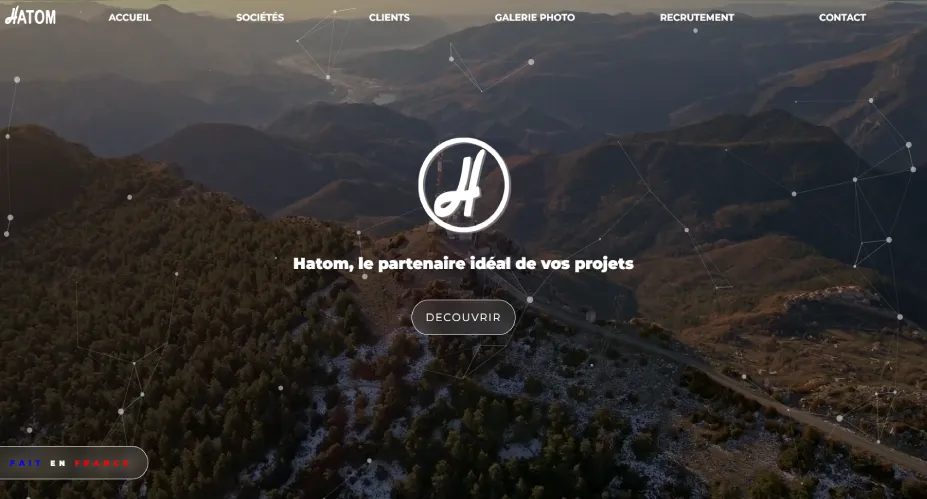 HATOM
ACCUEIL
SOCIÉTÉS
CLIENTS
GALERIE PHOTO
RECRUTEMENT
CONTACT
H
Hatom, le partenaire idéal de vos projets
DECOUVRIR
FAIT EN FRANCE